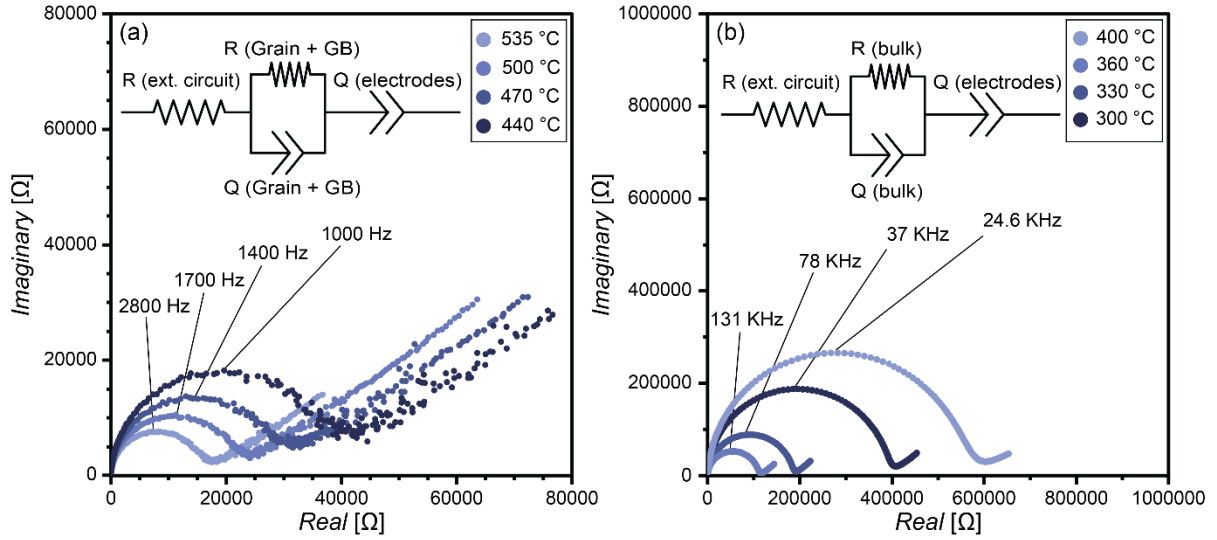 (a)
R (Grain + GB)
R (ext. circuit)
Q (electrodes)
Q (Grain + GB)
535 °C
500 °C
470 °C
440 °C
2800 Hz
1700 Hz
1400 Hz
1000 Hz
80000
60000
40000
20000
0
Imaginary [Ω]
0
20000
40000
60000
80000
Real [Ω]
(b)
R (bulk)
R (ext. circuit)
Q (electrodes)
Q (bulk)
400 °C
360 °C
330 °C
300 °C
131 KHz
78 KHz
37 KHz
24.6 KHz
1000000
800000
600000
400000
200000
0
Imaginary [Ω]
0
200000
400000
600000
800000
1000000
Real [Ω]